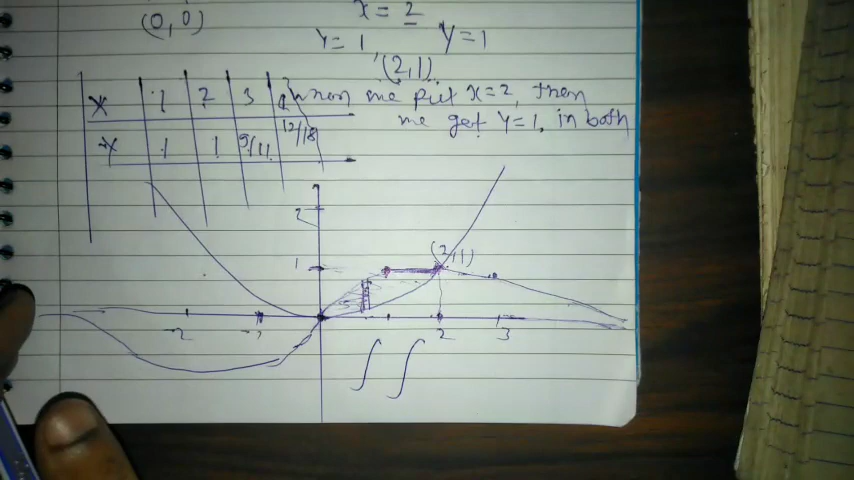 (0,0)
X = 2
Y = 1, Y = 1
(2,1)
X 1 2 3
when we put X=2, then
we get Y=1, in both
Y 1 1 9/11 12/18
2
1 (2,1)
-2 -1 2 3
∫∫